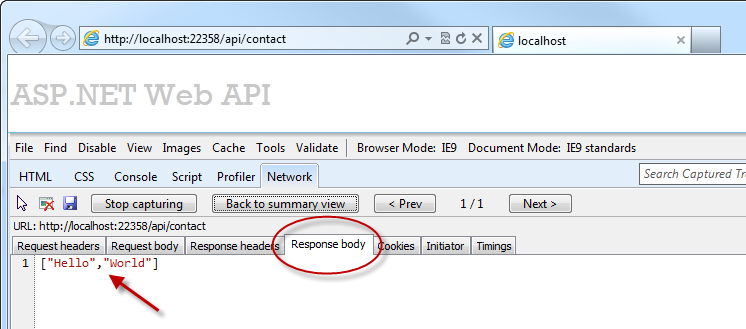 http://localhost:22358/api/contact
localhost
ASP.NET Web API
File Find Disable View Images Cache Tools Validate Browser Mode: IE9 Document Mode: IE9 standards
HTML CSS Console Script Profiler Network Search Captured Tra
Stop capturing Back to summary view < Prev 1 / 1 Next >
URL: http://localhost:22358/api/contact
Request headers Request body Response headers Response body Cookies Initiator Timings
1 ["Hello","World"]